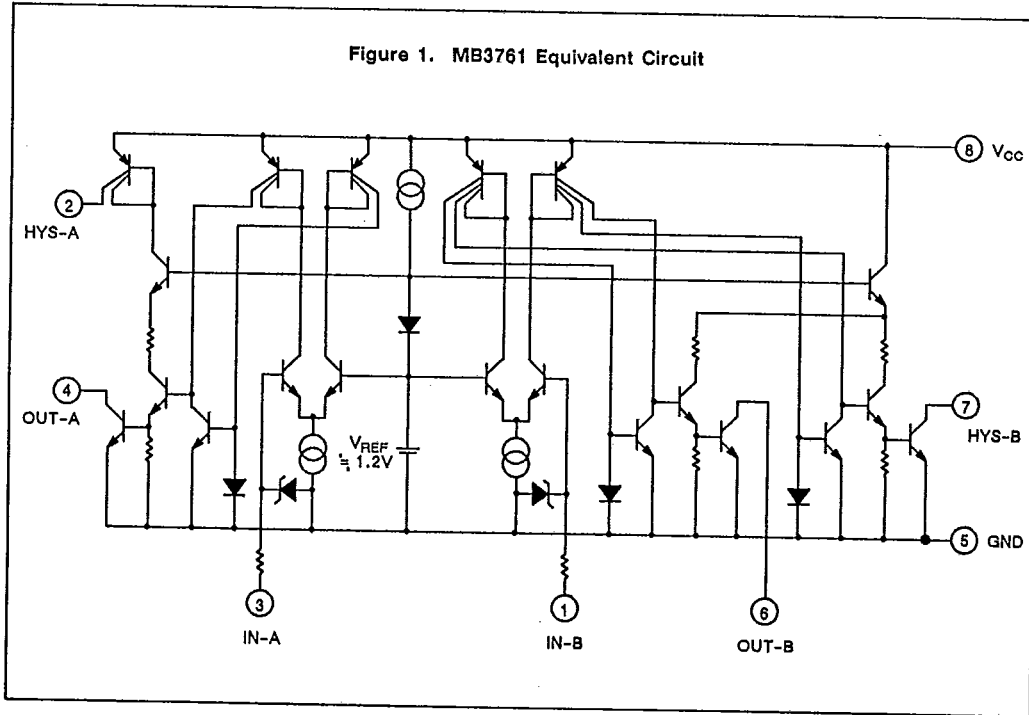 Figure 1. MB3761 Equivalent Circuit
8 VCC
2
HYS-A
4
OUT-A
7
HYS-B
VREF
≒ 1.2V
5 GND
3
IN-A
1
IN-B
6
OUT-B